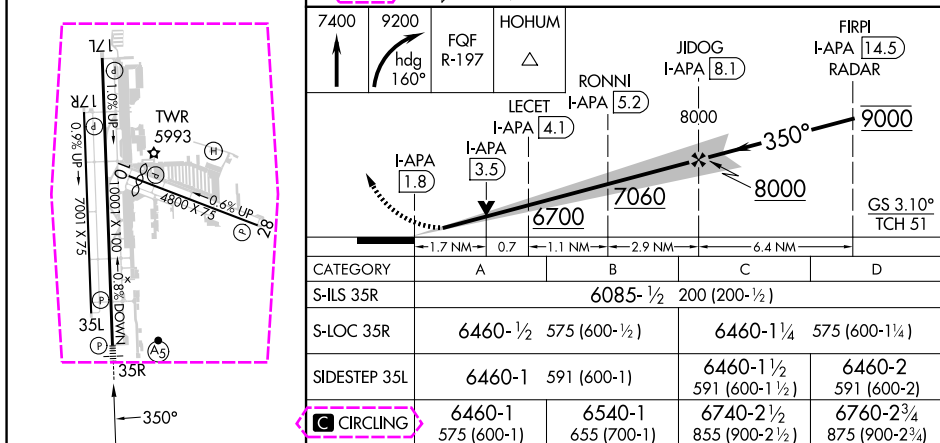 7400
9200
hdg
160°
FQF
R-197
HOHUM
FIRPI
I-APA 14.5
RADAR
JIDOG
I-APA 8.1
8000
RONNI
I-APA 5.2
LECET
I-APA 4.1
I-APA
3.5
I-APA
1.8
350°
9000
8000
7060
6700
GS 3.10°
TCH 51
1.7 NM
0.7
1.1 NM
2.9 NM
6.4 NM
CATEGORY A B C D
S-ILS 35R 6085-½ 200 (200-½)
S-LOC 35R 6460-½ 575 (600-½) 6460-1¼ 575 (600-1¼)
SIDESTEP 35L 6460-1 591 (600-1) 6460-1½ 591 (600-1½) 6460-2 591 (600-2)
C CIRCLING 6460-1 575 (600-1) 6540-1 655 (700-1) 6740-2½ 855 (900-2½) 6760-2¾ 875 (900-2¾)
17L
P
1.0% UP
17R
P
0.9% UP
P
TWR
5993
H
10
P
0.6% UP
4800 X 75
P
28
7001 X 75
10001 X 100
0.8% DOWN
x
P
35L
P
A5
35R
350°